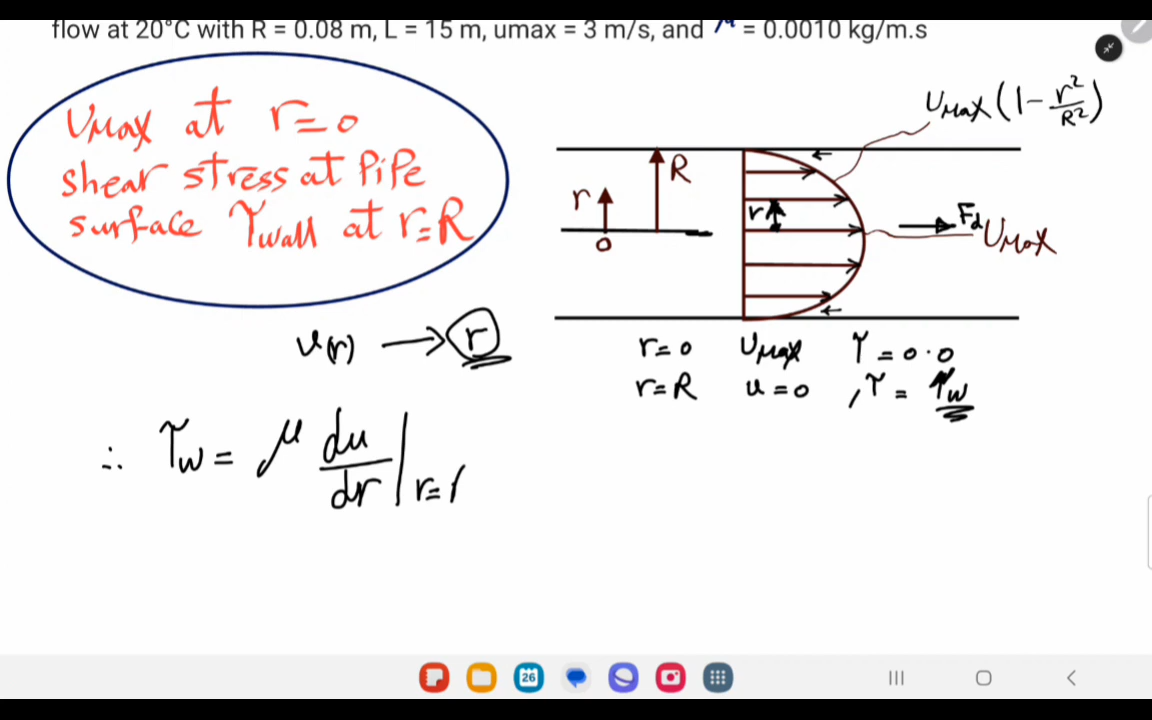 flow at 20°C with R = 0.08 m, L = 15 m, umax = 3 m/s, and μ = 0.0010 kg/m.s
UMax at r=0
shear stress at PiPe
surface τwall at r=R
UMax(1-r²/R²)
R
r
0
r
Fd
UMax
u(r) → r
r=0 UMax τ=0.0
r=R u=0, τ=τw
∴ τw = μ du/dr | r=
26